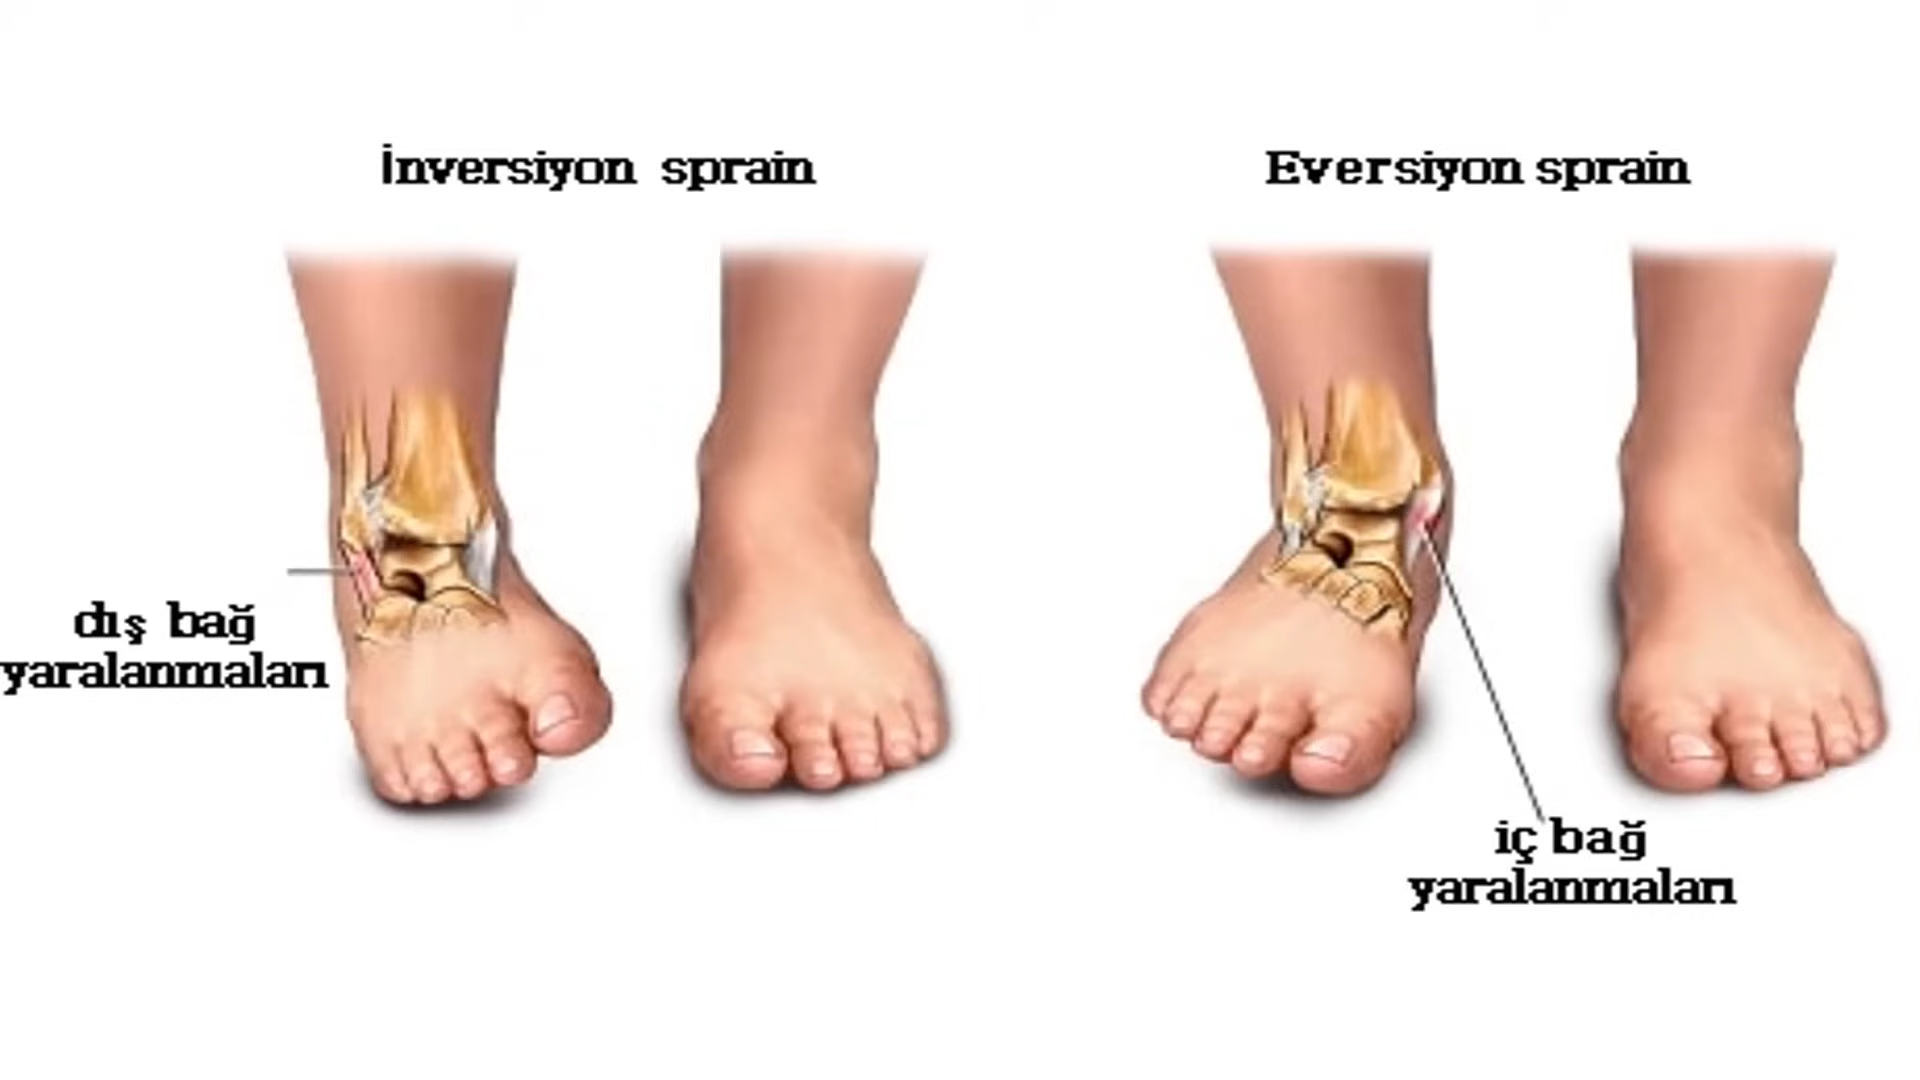 İnversiyon sprain
Eversiyon sprain
dış bağ
yaralanmaları
iç bağ
yaralanmaları